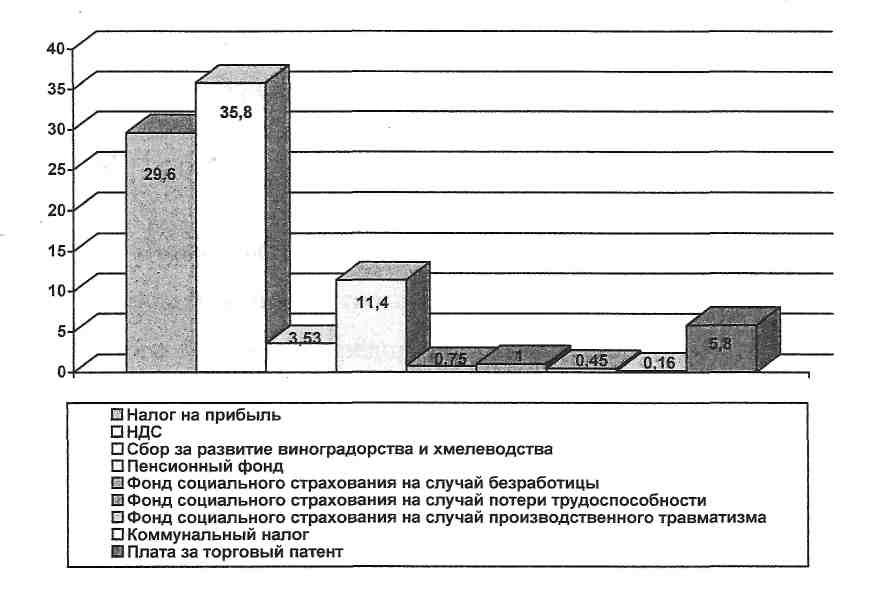 40
35
30
25
20
15
10
5
0
29,6
35,8
3,53
11,4
0,75
1
0,45
0,16
5,8
Налог на прибыль
НДС
Сбор за развитие виноградорства и хмелеводства
Пенсионный фонд
Фонд социального страхования на случай безработицы
Фонд социального страхования на случай потери трудоспособности
Фонд социального страхования на случай производственного травматизма
Коммунальный налог
Плата за торговый патент